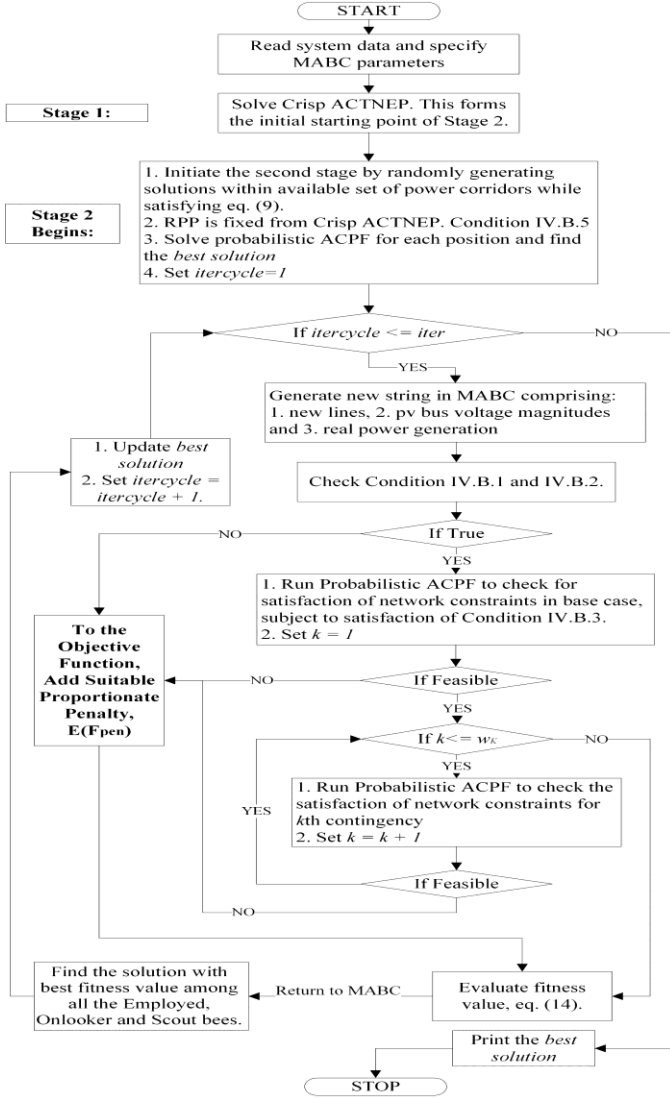 START
Read system data and specify
MABC parameters
Stage 1:
Solve Crisp ACTNEP. This forms
the initial starting point of Stage 2.
Stage 2
Begins:
1. Initiate the second stage by randomly generating
solutions within available set of power corridors while
satisfying eq. (9).
2. RPP is fixed from Crisp ACTNEP. Condition IV.B.5
3. Solve probabilistic ACPF for each position and find
the best solution
4. Set itercycle=1
If itercycle <= iter
NO
YES
Generate new string in MABC comprising:
1. new lines, 2. pv bus voltage magnitudes
and 3. real power generation
1. Update best
solution
2. Set itercycle =
itercycle + 1.
Check Condition IV.B.1 and IV.B.2.
If True
NO
YES
1. Run Probabilistic ACPF to check for
satisfaction of network constraints in base case,
subject to satisfaction of Condition IV.B.3.
2. Set k = 1
To the
Objective
Function,
Add Suitable
Proportionate
Penalty,
E(Fpen)
If Feasible
NO
YES
If k<= wK
NO
YES
1. Run Probabilistic ACPF to check the
satisfaction of network constraints for
kth contingency
2. Set k = k + 1
YES
If Feasible
NO
Find the solution with
best fitness value among
all the Employed,
Onlooker and Scout bees.
Return to MABC
Evaluate fitness
value, eq. (14).
Print the best
solution
STOP